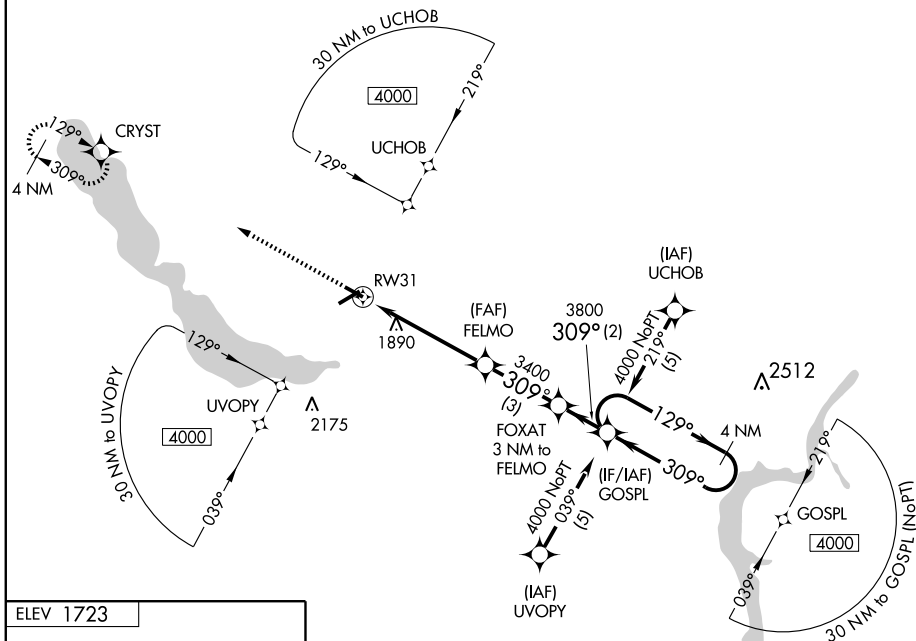 30 NM to UCHOB
4000
219°
UCHOB
129°
129°
CRYST
309°
4 NM
RW31
1890
(FAF)
FELMO
3400
309°
(3)
FOXAT
3 NM to
FELMO
3800
309° (2)
(IAF)
UCHOB
4000 NoPT
219°
(5)
2512
129°
4 NM
309°
(IF/IAF)
GOSPL
4000 NoPT
039°
(5)
(IAF)
UVOPY
129°
UVOPY
2175
30 NM to UVOPY
4000
039°
219°
GOSPL
4000
039°
30 NM to GOSPL (NoPT)
ELEV 1723